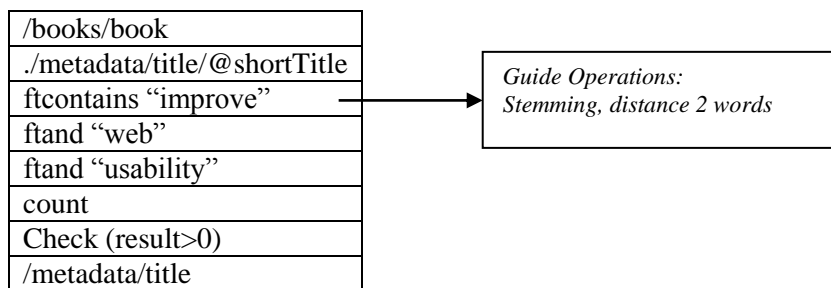 /books/book
./metadata/title/@shortTitle
ftcontains “improve”
ftand “web”
ftand “usability”
count
Check (result>0)
/metadata/title
Guide Operations:
Stemming, distance 2 words